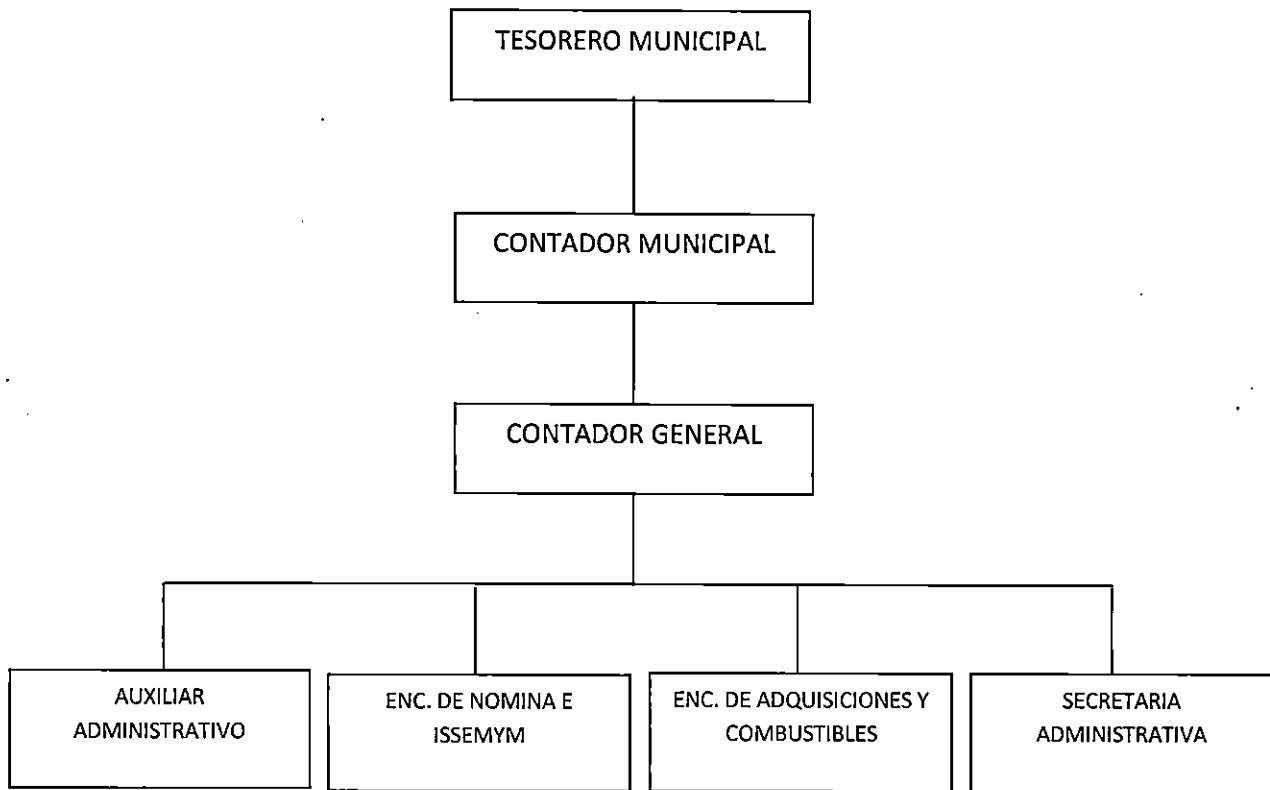 TESORERO MUNICIPAL
CONTADOR MUNICIPAL
CONTADOR GENERAL
AUXILIAR
ADMINISTRATIVO
ENC. DE NOMINA E
ISSEMYM
ENC. DE ADQUISICIONES Y
COMBUSTIBLES
SECRETARIA
ADMINISTRATIVA